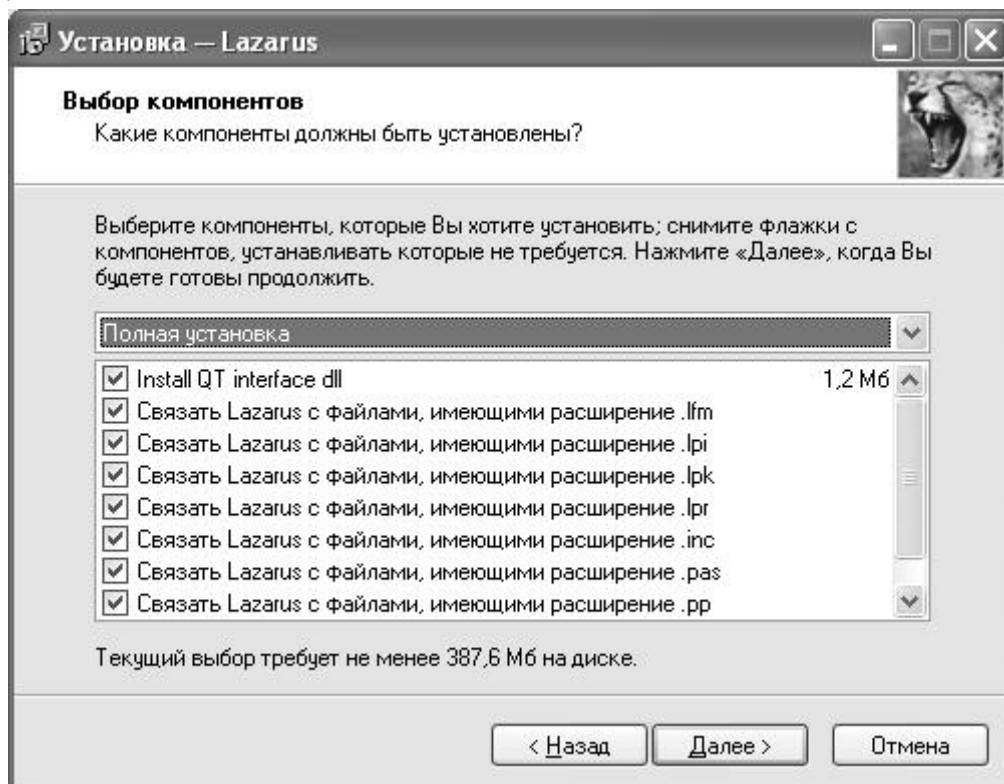 Установка — Lazarus
Выбор компонентов
Какие компоненты должны быть установлены?
Выберите компоненты, которые Вы хотите установить; снимите флажки с
компонентов, устанавливать которые не требуется. Нажмите «Далее», когда Вы
будете готовы продолжить.
Полная установка
Install QT interface dll 1,2 Мб
Связать Lazarus с файлами, имеющими расширение .lfm
Связать Lazarus с файлами, имеющими расширение .lpi
Связать Lazarus с файлами, имеющими расширение .lpk
Связать Lazarus с файлами, имеющими расширение .lpr
Связать Lazarus с файлами, имеющими расширение .inc
Связать Lazarus с файлами, имеющими расширение .pas
Связать Lazarus с файлами, имеющими расширение .pp
Текущий выбор требует не менее 387,6 Мб на диске.
< Назад Далее > Отмена